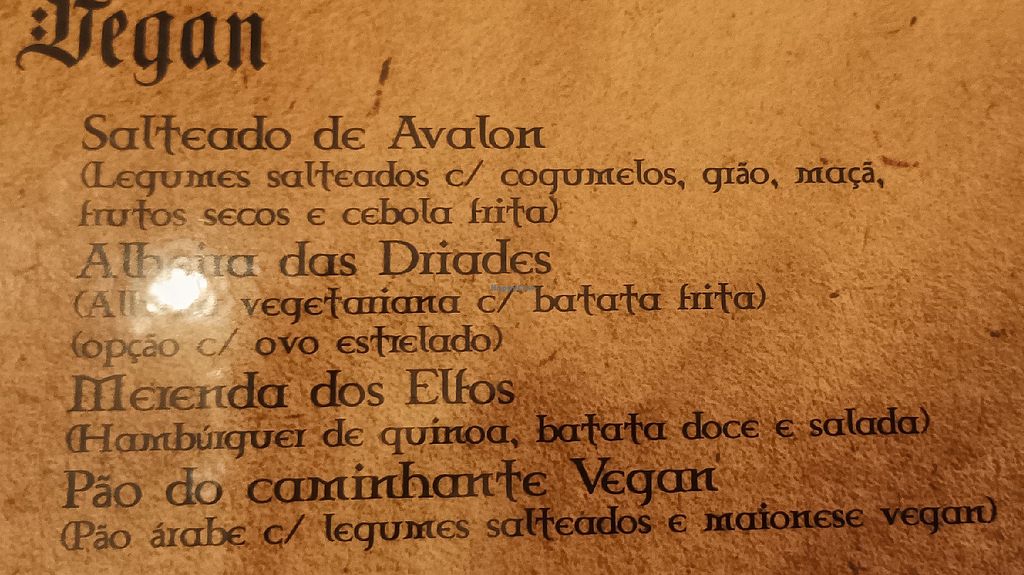 Vegan
Salteado de Avalon
(Legumes salteados c/ cogumelos, grão, maçã,
frutos secos e cebola frita)
Alheira das Driades
vegetariana c/ batata frita)
(opção c/ ovo estrelado)
Merenda dos Elfos
(Hambúrguer de quinoa, batata doce e salada)
Pão do caminhante Vegan
(Pão árabe c/ legumes salteados e maionese vegan)